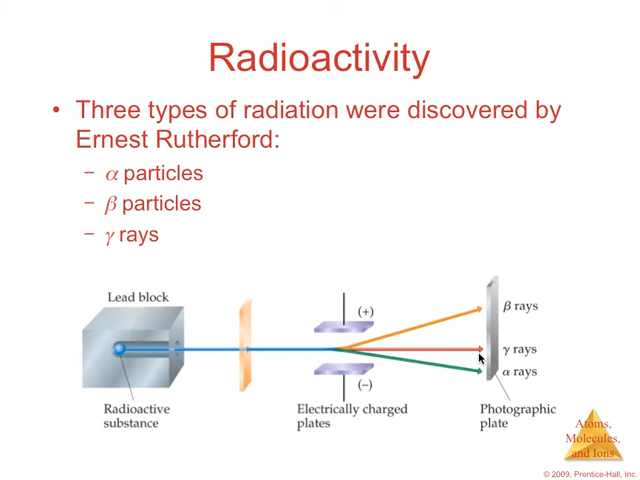 Radioactivity
• Three types of radiation were discovered by
Ernest Rutherford:
– α particles
– β particles
– γ rays
Lead block
(+)
β rays
γ rays
α rays
(–)
Radioactive
substance
Electrically charged
plates
Photographic
plate
Atoms,
Molecules,
and Ions
© 2009, Prentice-Hall, Inc.